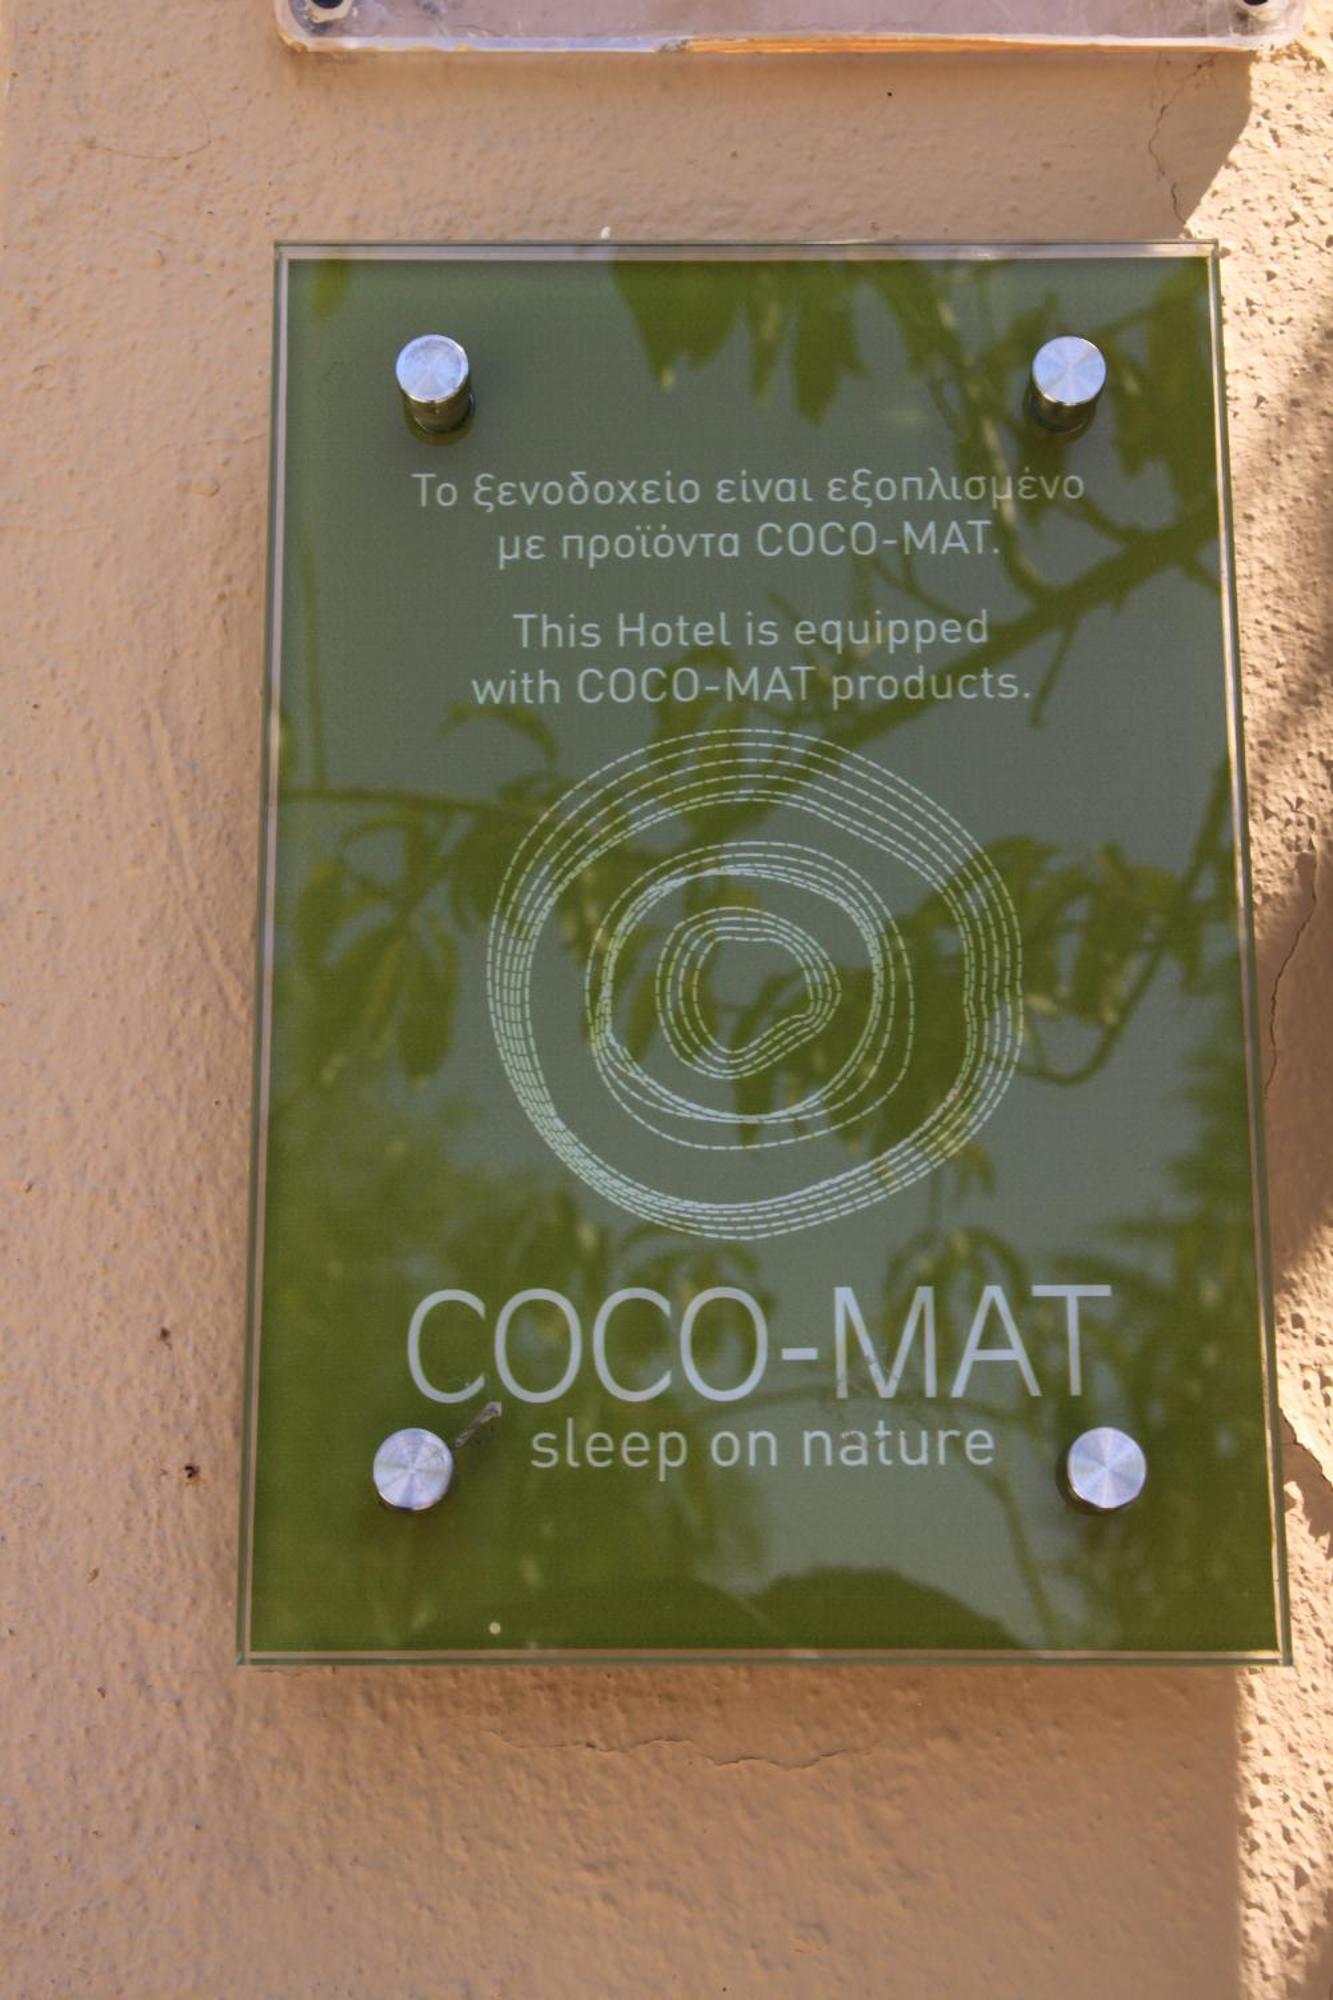 Το ξενοδοχείο είναι εξοπλισμένο
με προϊόντα COCO-MAT.
This Hotel is equipped
with COCO-MAT products.
COCO-MAT
sleep on nature